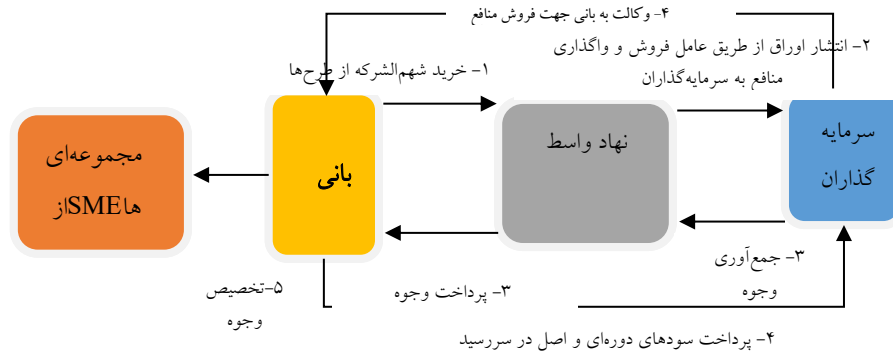 ۴- وکالت به بانی جهت فروش منافع
۲- انتشار اوراق از طریق عامل فروش و واگذاری
منافع به سرمایه‌گذاران
۱- خرید شهم‌الشرکه از طرح‌ها
سرمایه
گذاران
نهاد واسط
بانی
مجموعه‌ای
هاSMEاز
۳- جمع‌آوری
وجوه
۳- پرداخت وجوه
۵-تخصیص
وجوه
۴- پرداخت سودهای دوره‌ای و اصل در سررسید